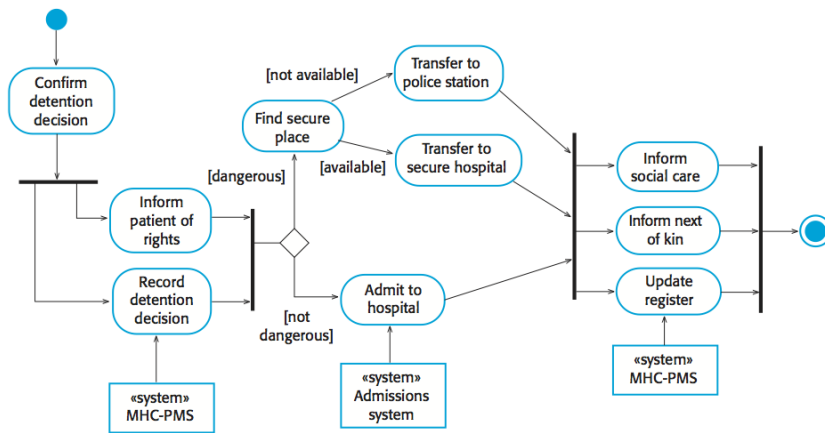 Confirm
detention
decision
Inform
patient of
rights
Record
detention
decision
«system»
MHC-PMS
[dangerous]
[not
dangerous]
Find secure
place
[not available]
[available]
Transfer to
police station
Transfer to
secure hospital
Admit to
hospital
«system»
Admissions
system
Inform
social care
Inform next
of kin
Update
register
«system»
MHC-PMS